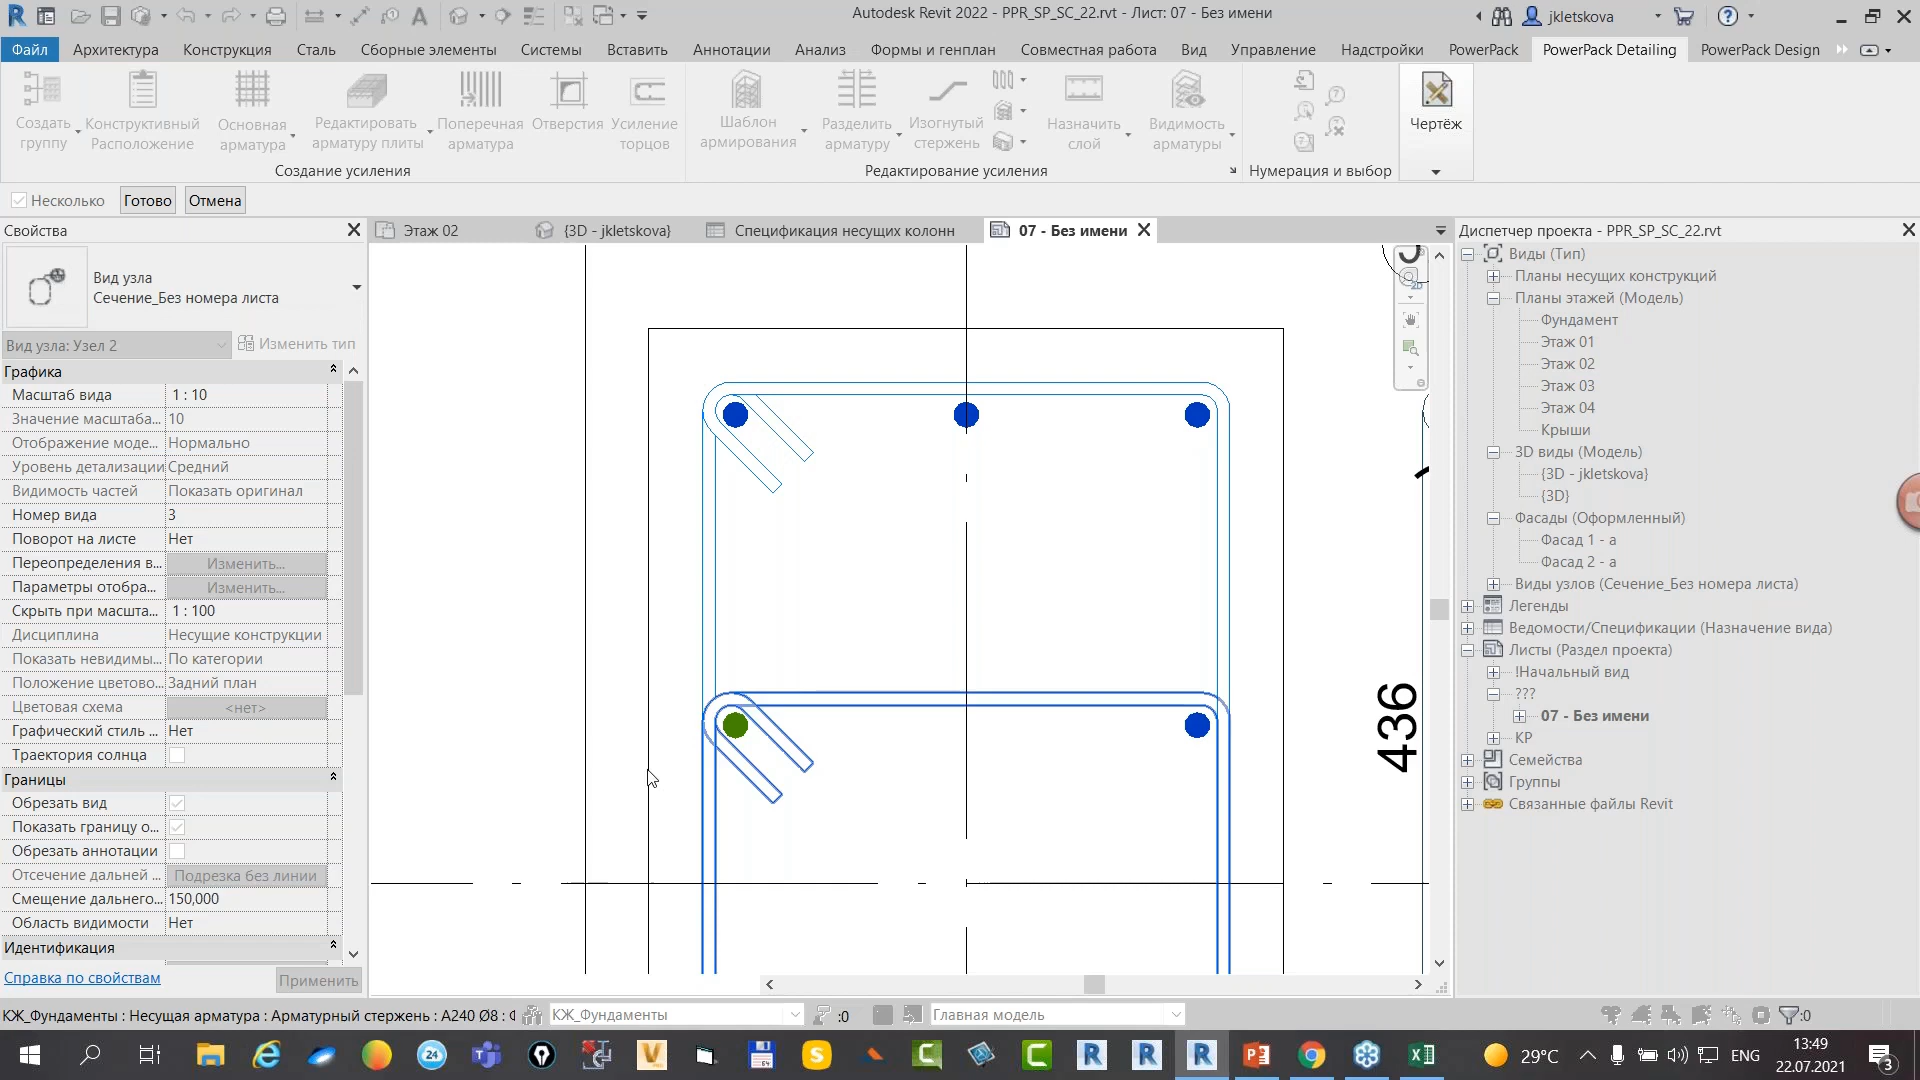 Autodesk Revit 2022 - PPR_SP_SC_22.rvt - Лист: 07 - Без имени
jkletskova
Файл Архитектура Конструкция Сталь Сборные элементы Системы Вставить Аннотации Анализ Формы и генплан Совместная работа Вид Управление Надстройки PowerPack PowerPack Detailing PowerPack Design
Создать группу
Конструктивный Расположение
Основная арматура
Редактировать арматуру плиты
Поперечная арматура
Отверстия
Усиление торцов
Шаблон армирования
Разделить арматуру
Изогнутый стержень
Назначить слой
Видимость арматуры
Чертёж
Создание усиления
Редактирование усиления
Нумерация и выбор
Несколько Готово Отмена
Свойства
Этаж 02
{3D - jkletskova}
Спецификация несущих колонн
07 - Без имени
Диспетчер проекта - PPR_SP_SC_22.rvt
Вид узла
Сечение_Без номера листа
Вид узла: Узел 2
Изменить тип
Графика
Масштаб вида 1 : 10
Значение масштаба... 10
Отображение моде... Нормально
Уровень детализации Средний
Видимость частей Показать оригинал
Номер вида 3
Поворот на листе Нет
Переопределения в... Изменить...
Параметры отобра... Изменить...
Скрыть при масшта... 1 : 100
Дисциплина Несущие конструкции
Показать невидимы... По категории
Положение цветово... Задний план
Цветовая схема <нет>
Графический стиль ... Нет
Траектория солнца
Границы
Обрезать вид
Показать границу о...
Обрезать аннотации
Отсечение дальней ... Подрезка без линии
Смещение дальнего... 150,000
Область видимости Нет
Идентификация
Справка по свойствам
Применить
2D
436
Виды (Тип)
Планы несущих конструкций
Планы этажей (Модель)
Фундамент
Этаж 01
Этаж 02
Этаж 03
Этаж 04
Крыши
3D виды (Модель)
{3D - jkletskova}
{3D}
Фасады (Оформленный)
Фасад 1 - а
Фасад 2 - а
Виды узлов (Сечение_Без номера листа)
Легенды
Ведомости/Спецификации (Назначение вида)
Листы (Раздел проекта)
!Начальный вид
???
07 - Без имени
КР
Семейства
Группы
Связанные файлы Revit
КЖ_Фундаменты : Несущая арматура : Арматурный стержень : А240 Ø8 : Ф
КЖ_Фундаменты
:0
Главная модель
:0
24
29°C
ENG
13:49
22.07.2021
3